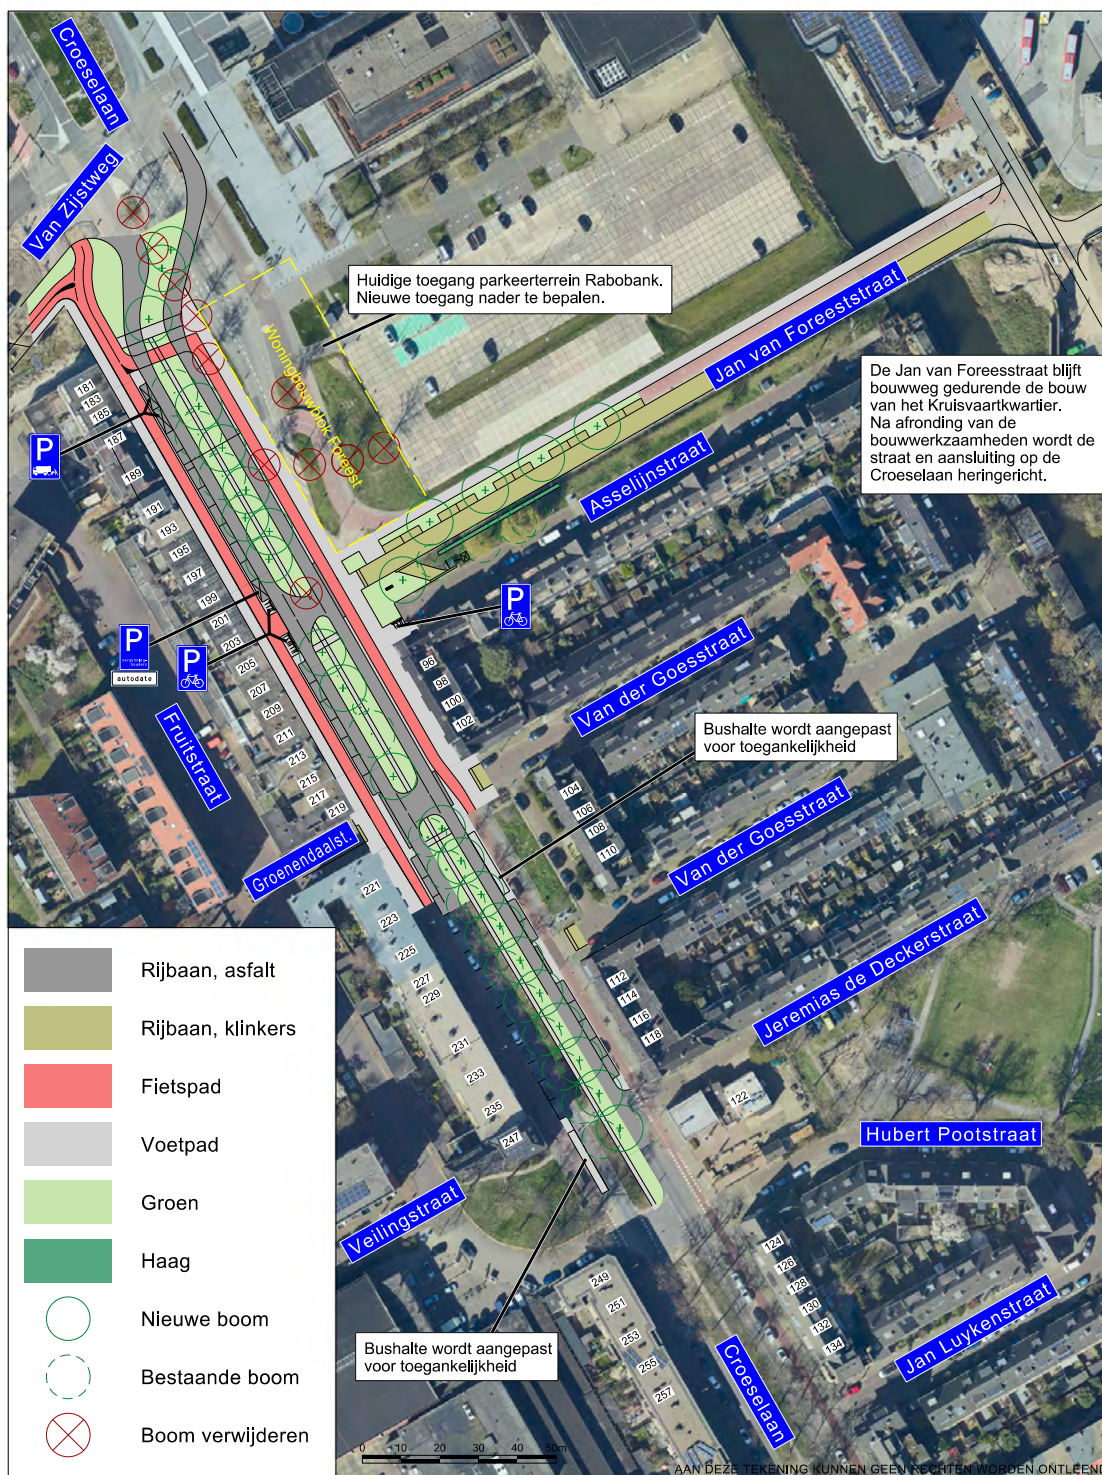 Croeselaan
Van Zijstweg
Huidige toegang parkeerterrein Rabobank.
Nieuwe toegang nader te bepalen.
Woningbouwblok Foreest
Jan van Foreeststraat
De Jan van Foreesstraat blijft
bouwweg gedurende de bouw
van het Kruisvaartkwartier.
Na afronding van de
bouwwerkzaamheden wordt de
straat en aansluiting op de
Croeselaan heringericht.
181
183
185
187
189
191
193
195
197
199
201
203
205
207
209
211
213
215
217
219
P
Asselijnstraat
P
P
autodate
P
96
98
100
102
Van der Goesstraat
Fruitstraat
Bushalte wordt aangepast
voor toegankelijkheid
104
106
108
110
Van der Goesstraat
Groenendaalst.
221
223
225
227
229
231
233
235
247
Jeremias de Deckerstraat
112
114
116
118
122
Hubert Pootstraat
Veilingstraat
124
126
128
130
132
134
249
251
253
255
257
Jan Luykenstraat
Croeselaan
Bushalte wordt aangepast
voor toegankelijkheid
Rijbaan, asfalt
Rijbaan, klinkers
Fietspad
Voetpad
Groen
Haag
Nieuwe boom
Bestaande boom
Boom verwijderen
0 10 20 30 40 50m
AAN DEZE TEKENING KUNNEN GEEN RECHTEN WORDEN ONTLEEND